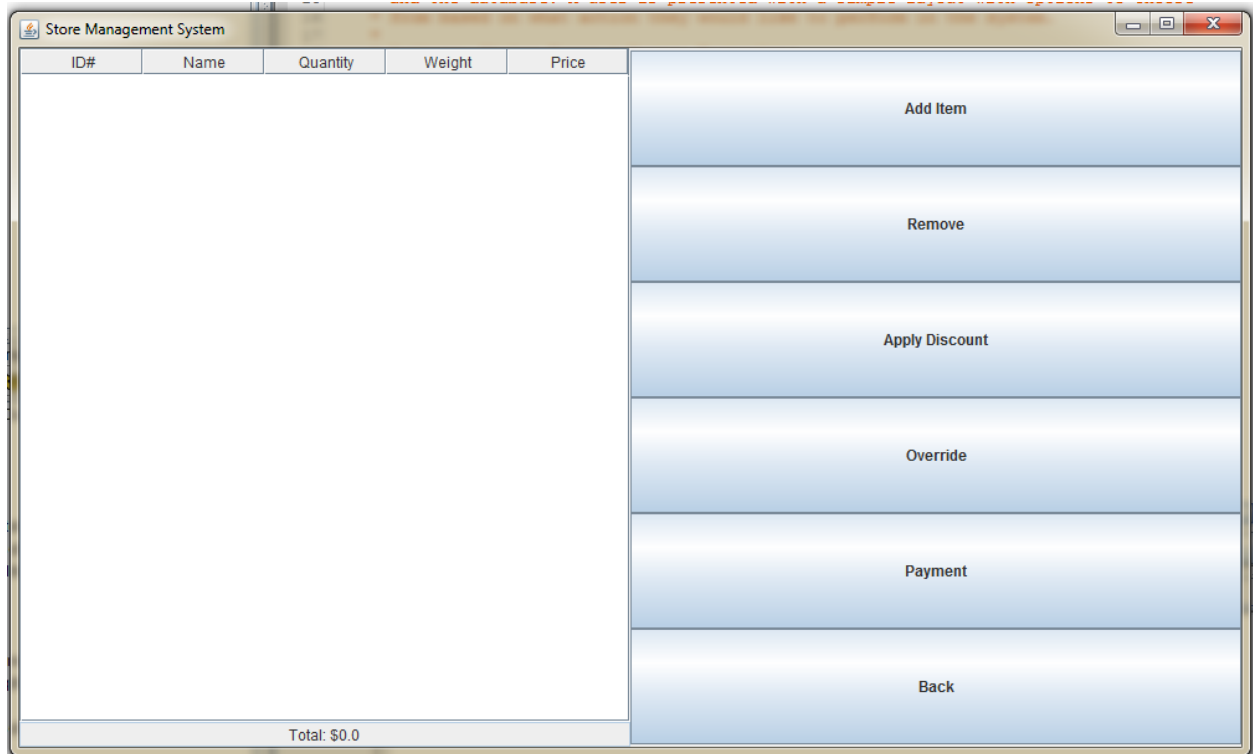 Store Management System
ID# Name Quantity Weight Price
Add Item
Remove
Apply Discount
Override
Payment
Back
Total: $0.0